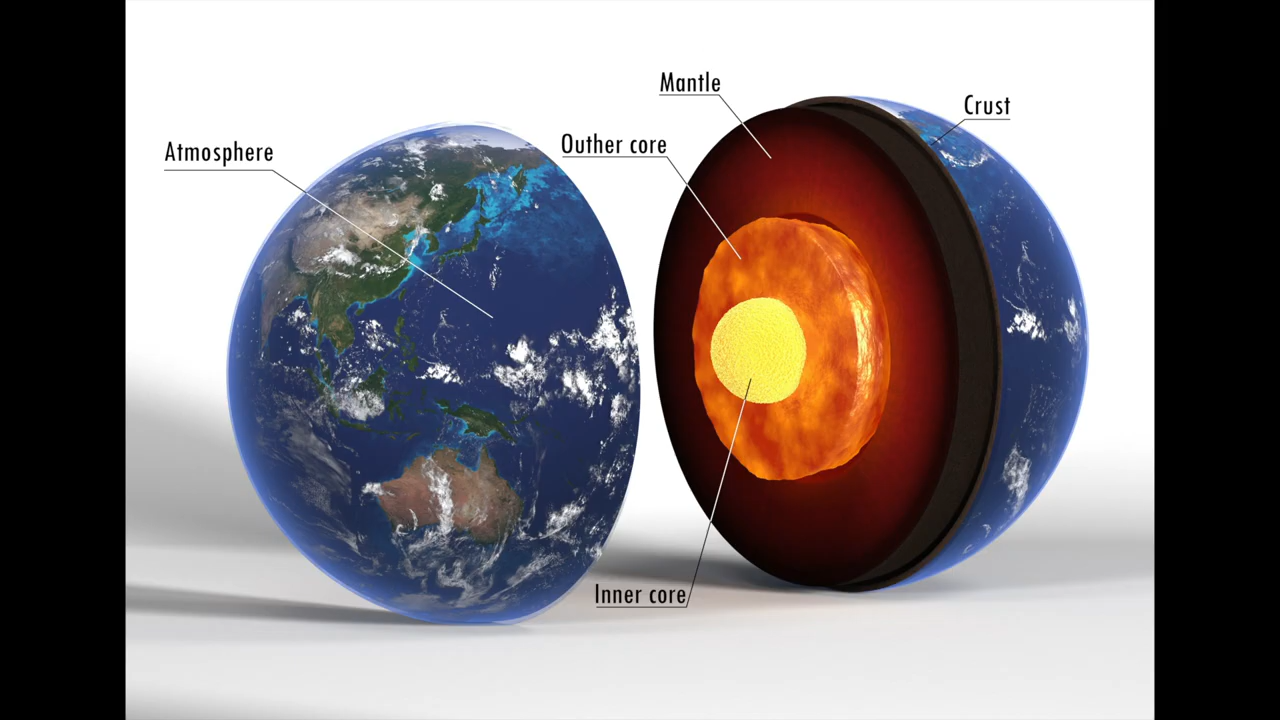 Mantle
Crust
Outher core
Atmosphere
Inner core